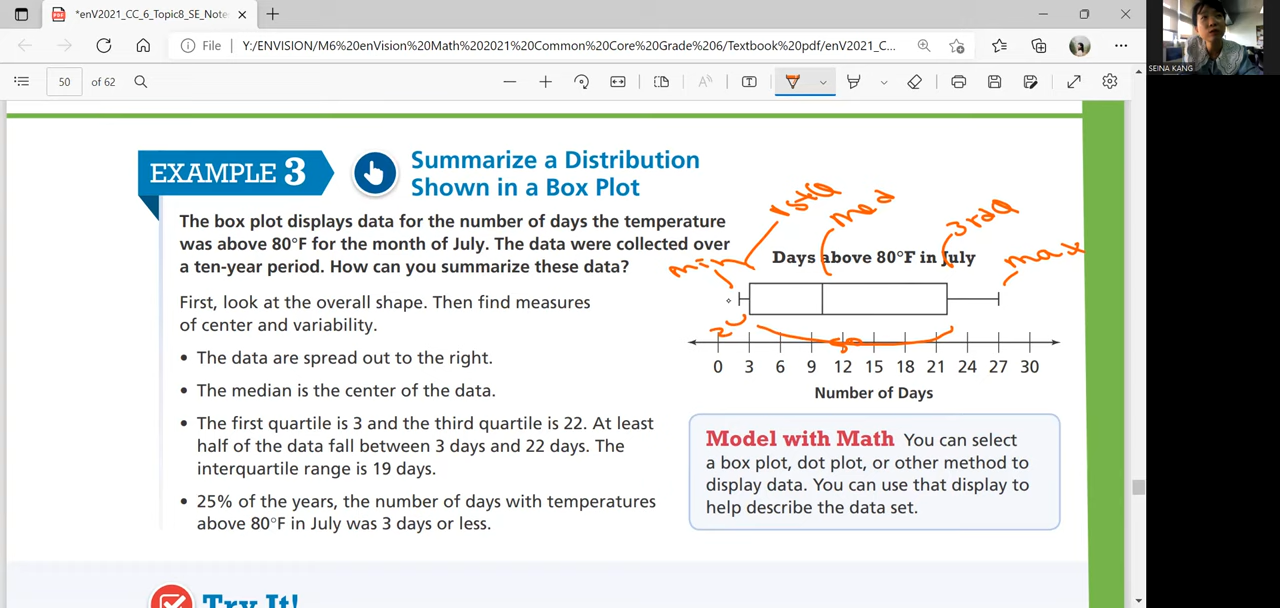 *enV2021_CC_6_Topic8_SE_Note
File
Y:/ENVISION/M6%20enVision%20Math%202021%20Common%20Core%20Grade%206/Textbook%20pdf/enV2021_C...
50 of 62
SEINA KANG
EXAMPLE 3
Summarize a Distribution
Shown in a Box Plot
The box plot displays data for the number of days the temperature
was above 80°F for the month of July. The data were collected over
a ten-year period. How can you summarize these data?
First, look at the overall shape. Then find measures
of center and variability.
• The data are spread out to the right.
• The median is the center of the data.
• The first quartile is 3 and the third quartile is 22. At least
half of the data fall between 3 days and 22 days. The
interquartile range is 19 days.
• 25% of the years, the number of days with temperatures
above 80°F in July was 3 days or less.
1stQ
med
3rdQ
min
max
Days above 80°F in July
50
0 3 6 9 12 15 18 21 24 27 30
Number of Days
Model with Math You can select
a box plot, dot plot, or other method to
display data. You can use that display to
help describe the data set.
Try It!